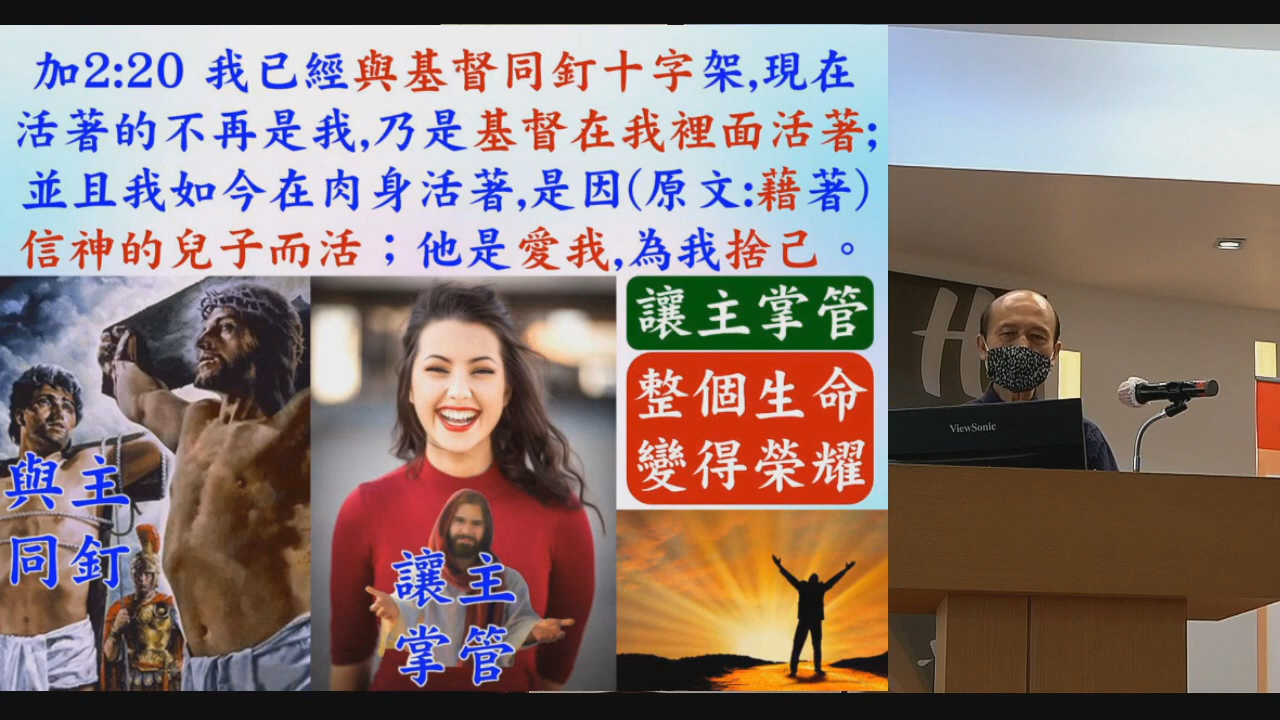 加2:20 我已經與基督同釘十字架,現在
活著的不再是我,乃是基督在我裡面活著;
並且我如今在肉身活著,是因(原文:藉著)
信神的兒子而活；他是愛我,為我捨己。
與主
同釘
讓主
掌管
讓主掌管
整個生命
變得榮耀
ViewSonic